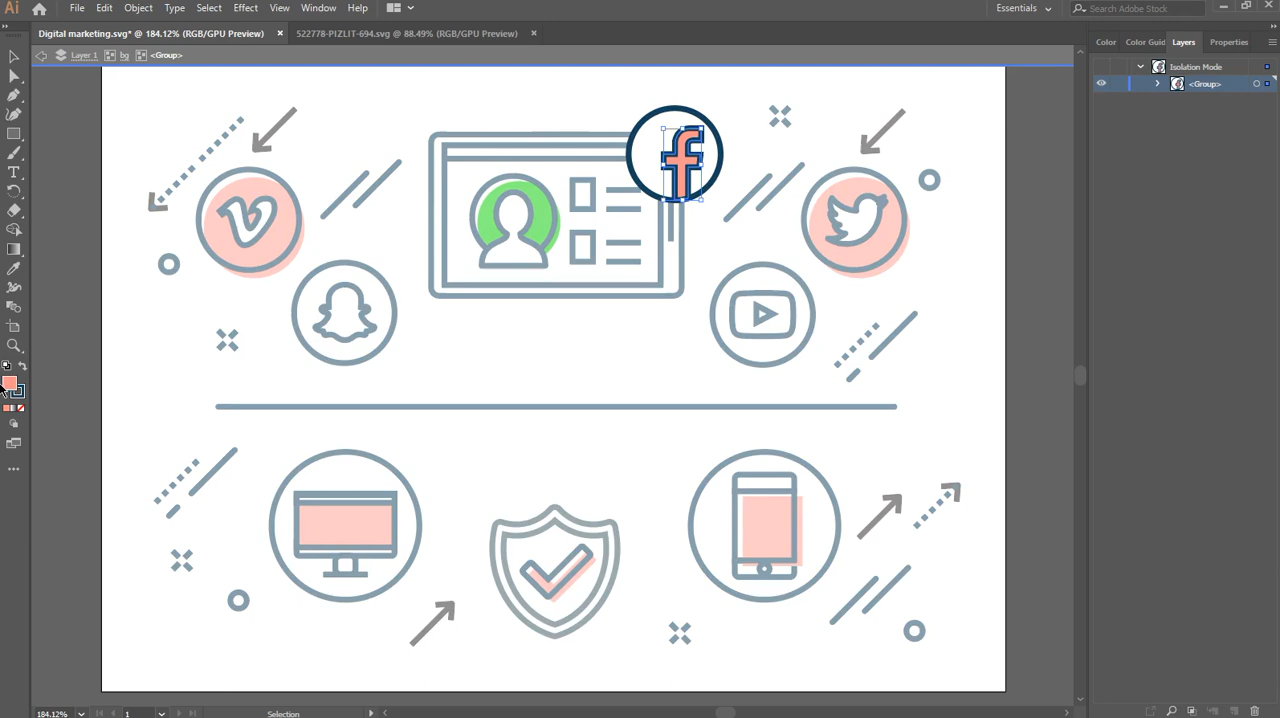 Ai File Edit Object Type Select Effect View Window Help Essentials Search Adobe Stock
Digital marketing.svg* @ 184.12% (RGB/GPU Preview) × 522778-PIZLIT-694.svg @ 88.49% (RGB/GPU Preview) ×
Color Color Guid Layers Properties
Layer 1 bg <Group>
Isolation Mode
<Group>
184.12% 1 Selection